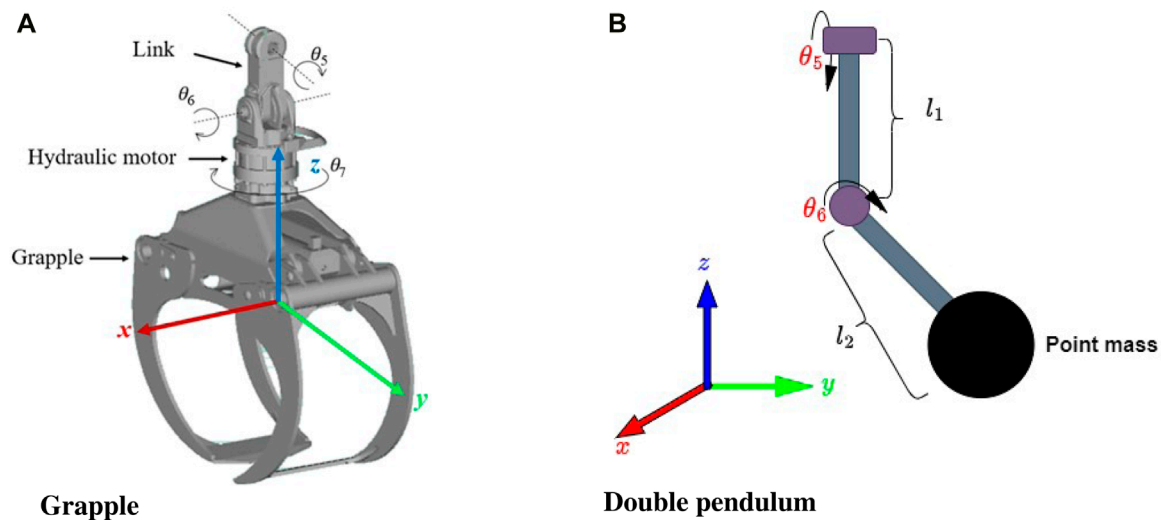 A
Link
θ5
θ6
Hydraulic motor
z
θ7
Grapple
x
y
Grapple
B
θ5
l1
θ6
z
l2
Point mass
y
x
Double pendulum